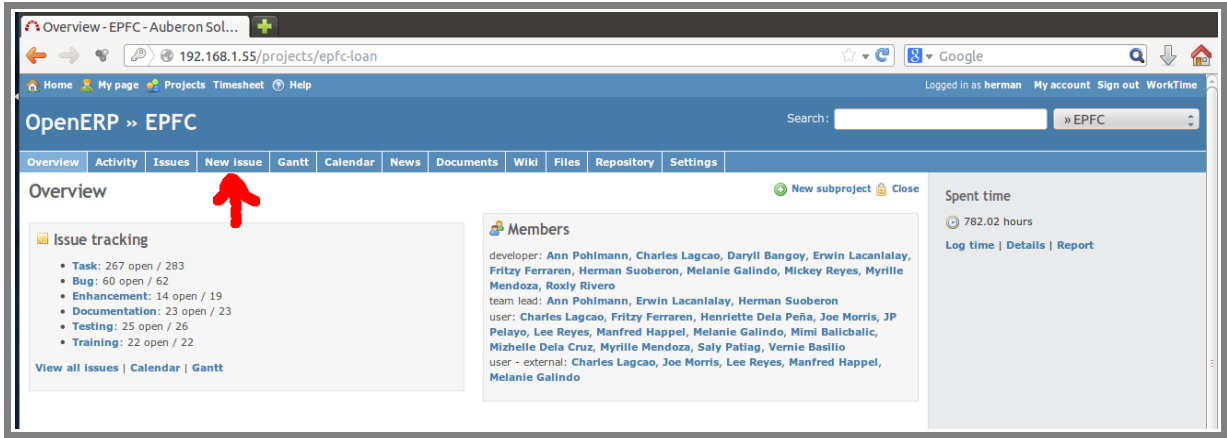 Overview - EPFC - Auberon Sol...
192.168.1.55/projects/epfc-loan
Google
Home My page Projects Timesheet Help
Logged in as herman My account Sign out WorkTime
OpenERP » EPFC
Search:
» EPFC
Overview Activity Issues New issue Gantt Calendar News Documents Wiki Files Repository Settings
Overview
New subproject Close
Issue tracking
Task: 267 open / 283
Bug: 60 open / 62
Enhancement: 14 open / 19
Documentation: 23 open / 23
Testing: 25 open / 26
Training: 22 open / 22
View all issues | Calendar | Gantt
Members
developer: Ann Pohlmann, Charles Lagcao, Daryll Bangoy, Erwin Lacanlalay,
Fritzy Ferraren, Herman Suoberon, Melanie Galindo, Mickey Reyes, Myrille
Mendoza, Roxly Rivero
team lead: Ann Pohlmann, Erwin Lacanlalay, Herman Suoberon
user: Charles Lagcao, Fritzy Ferraren, Henriette Dela Peña, Joe Morris, JP
Pelayo, Lee Reyes, Manfred Happel, Melanie Galindo, Mimi Balicbalic,
Mizhelle Dela Cruz, Myrille Mendoza, Saly Patiag, Vernie Basilio
user - external: Charles Lagcao, Joe Morris, Lee Reyes, Manfred Happel,
Melanie Galindo
Spent time
782.02 hours
Log time | Details | Report